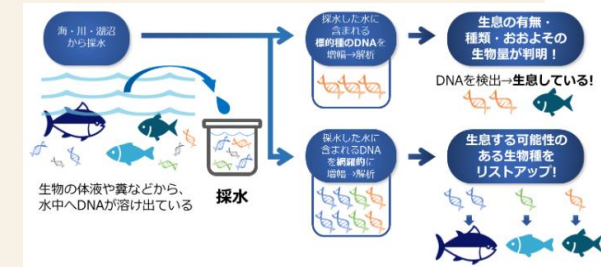 海・川・湖沼
から採水
生物の体液や糞などから、
水中へDNAが溶け出ている
採水
採水した水に
含まれる
標的種のDNAを
増幅→解析
生息の有無・
種類・おおよその
生物量が判明！
DNAを検出→生息している!
採水した水に
含まれるDNA
を網羅的に
増幅→解析
生息する可能性の
ある生物種を
リストアップ!